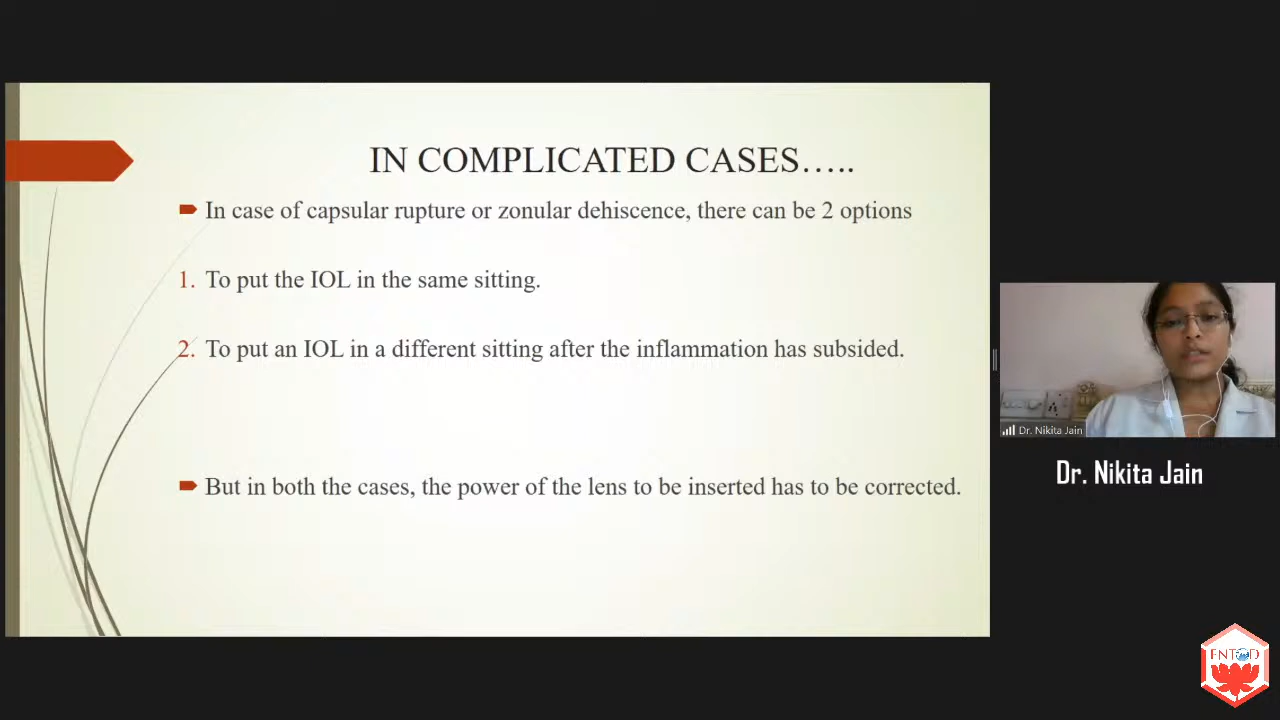 IN COMPLICATED CASES…..
In case of capsular rupture or zonular dehiscence, there can be 2 options
1. To put the IOL in the same sitting.
2. To put an IOL in a different sitting after the inflammation has subsided.
But in both the cases, the power of the lens to be inserted has to be corrected.
Dr. Nikita Jain
Dr. Nikita Jain
ENTOD